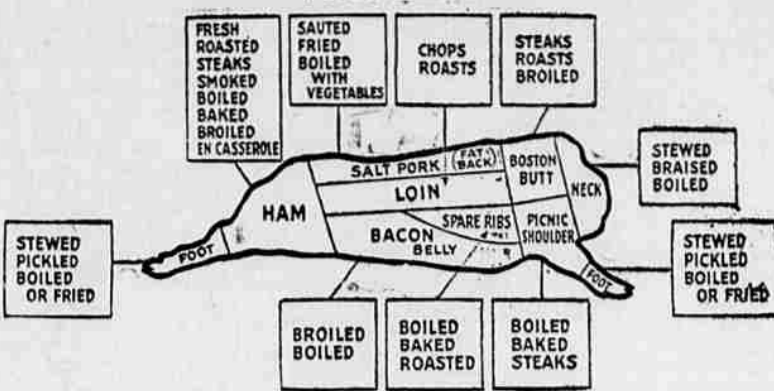 FRESH
ROASTED
STEAKS
SMOKED
BOILED
BAKED
BROILED
EN CASSEROLE
SAUTED
FRIED
BOILED
WITH
VEGETABLES
CHOPS
ROASTS
STEAKS
ROASTS
BROILED
STEWED
BRAISED
BOILED
SALT PORK
(FAT
BACK)
BOSTON
BUTT
NECK
LOIN
HAM
SPARE RIBS
PICNIC
SHOULDER
BACON
BELLY
FOOT
FOOT
STEWED
PICKLED
BOILED
OR FRIED
STEWED
PICKLED
BOILED
OR FRIED
BROILED
BOILED
BOILED
BAKED
ROASTED
BOILED
BAKED
STEAKS